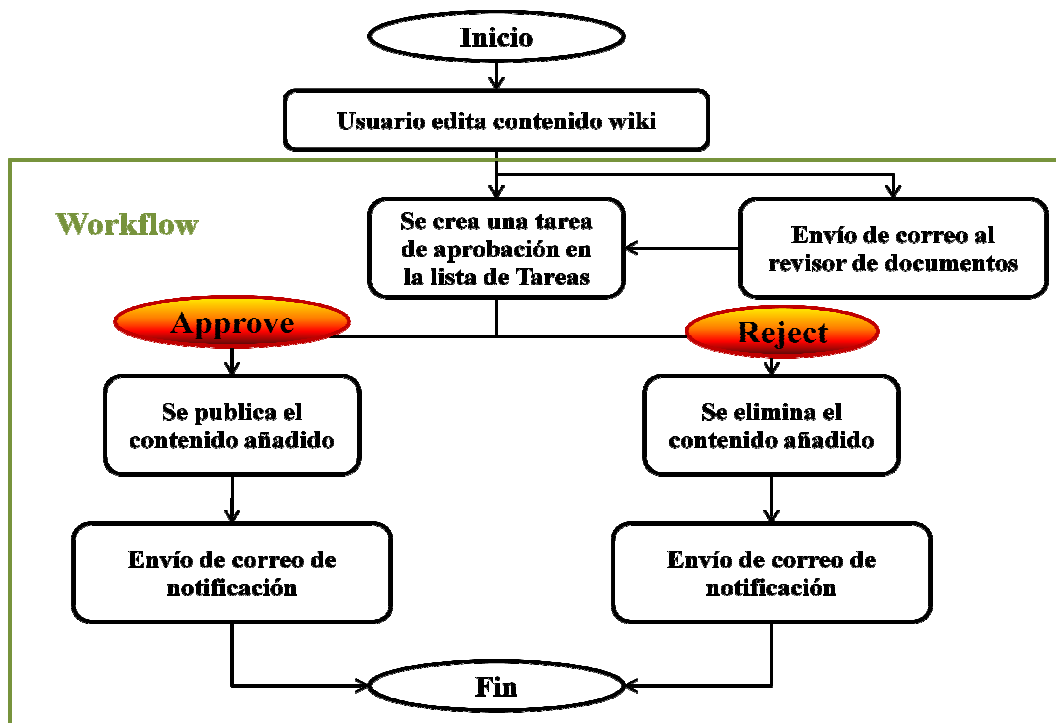 Inicio
Usuario edita contenido wiki
Workflow
Se crea una tarea
de aprobación en
la lista de Tareas
Envío de correo al
revisor de documentos
Approve
Reject
Se publica el
contenido añadido
Se elimina el
contenido añadido
Envío de correo de
notificación
Envío de correo de
notificación
Fin